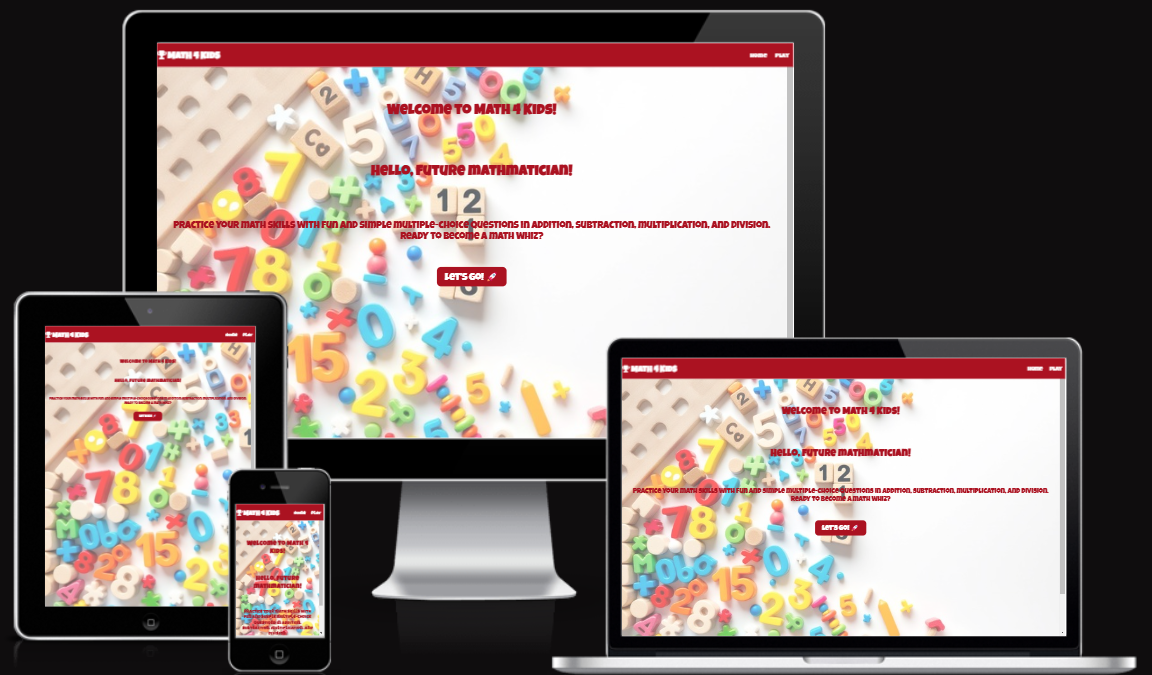 MATH 4 KIDS
HOME PLAY
Welcome to Math 4 Kids!
Hello, Future Mathmatician!
Practice your math skills with fun and simple multiple-choice questions in addition, subtraction, multiplication, and division.
Ready to become a math whiz?
Let's Go!
MATH 4 KIDS
HOME PLAY
Welcome to Math 4 Kids!
Hello, Future Mathmatician!
MATH 4 KIDS
HOME PLAY
Welcome to Math 4 Kids!
Hello, Future Mathmatician!
Practice your math skills with fun and simple multiple-choice questions in addition, subtraction, multiplication, and division.
Ready to become a math whiz?
Let's Go!
MATH 4 KIDS
HOME PLAY
Welcome to Math 4
Kids!
Hello, Future
Mathmatician!